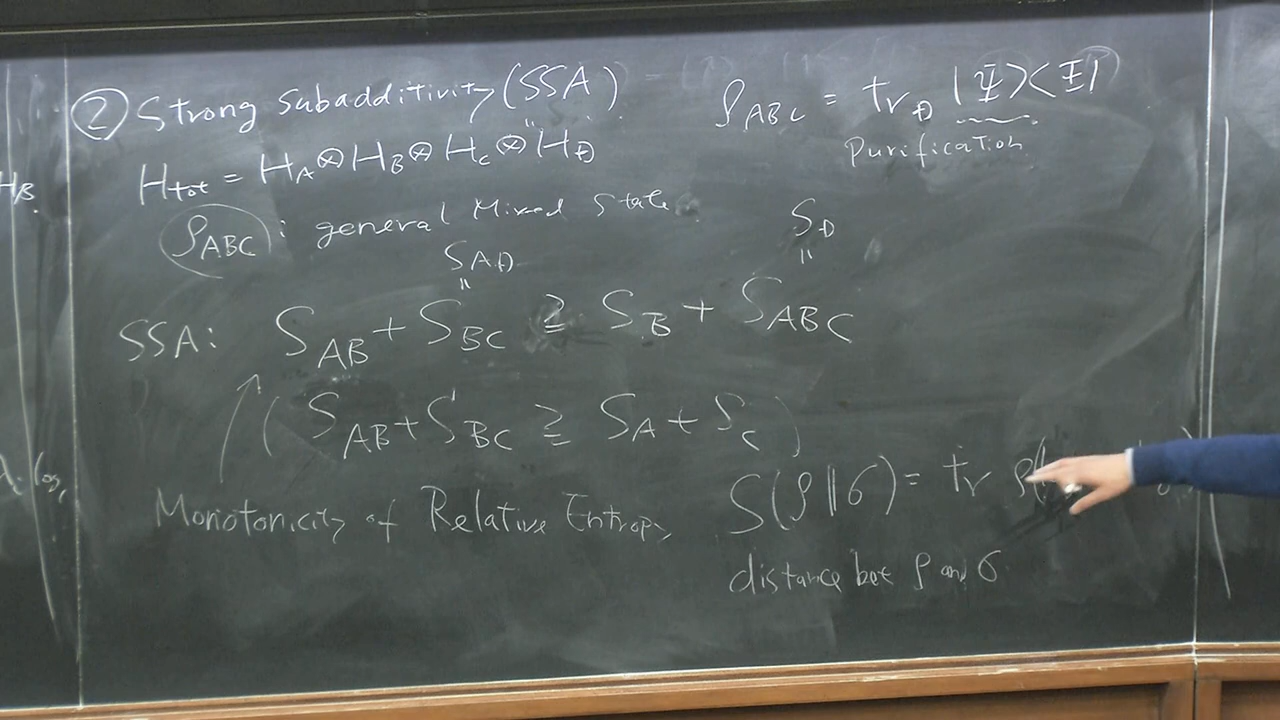 ② Strong Subadditivity (SSA)
ρ_ABC = tr_D |Ψ><Ψ|
Purification
H_tot = H_A ⊗ H_B ⊗ H_C ⊗ H_D
H_B.
ρ_ABC : general Mixed State
S_AD
S_D
"
"
SSA: S_AB + S_BC ≥ S_B + S_ABC
( S_AB + S_BC ≥ S_A + S_C )
Monotonicity of Relative Entropy
S(ρ||σ) = tr ρ(
distance bet ρ and σ